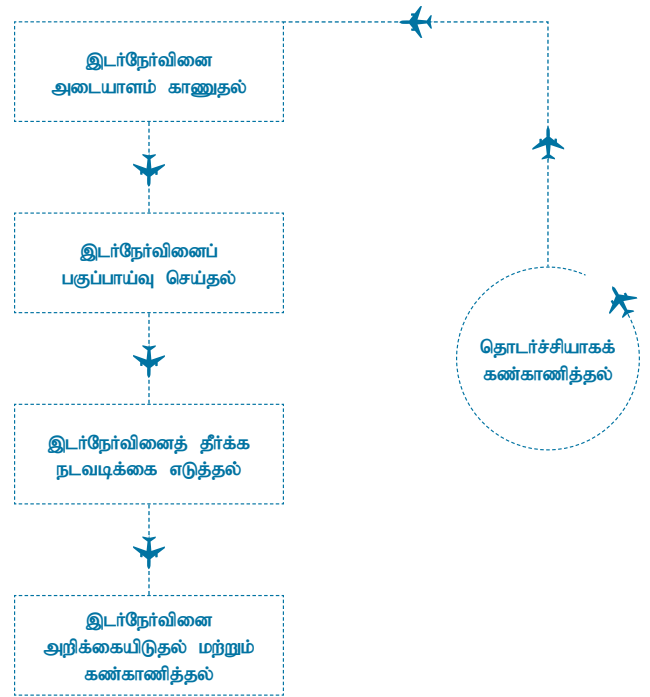 இடர்நேர்வினை
அடையாளம் காணுதல்
இடர்நேர்வினைப்
பகுப்பாய்வு செய்தல்
இடர்நேர்வினைத் தீர்க்க
நடவடிக்கை எடுத்தல்
இடர்நேர்வினை
அறிக்கையிடுதல் மற்றும்
கண்காணித்தல்
தொடர்ச்சியாகக்
கண்காணித்தல்